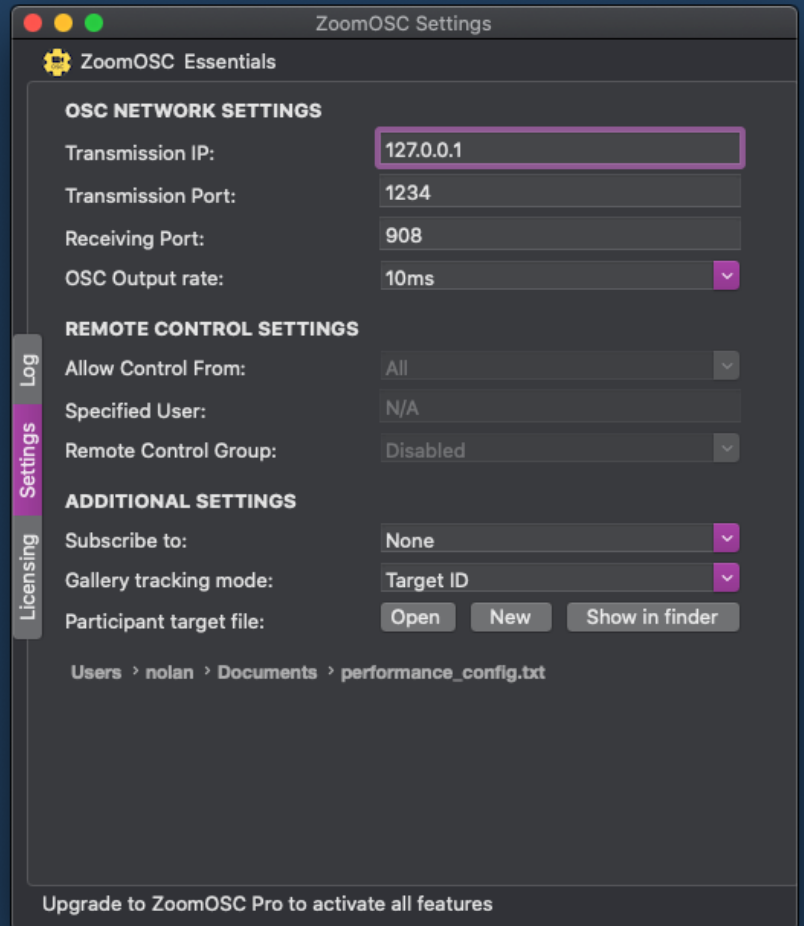 ZoomOSC Settings
ZoomOSC Essentials
OSC NETWORK SETTINGS
Transmission IP: 127.0.0.1
Transmission Port: 1234
Receiving Port: 908
OSC Output rate: 10ms
REMOTE CONTROL SETTINGS
Allow Control From: All
Specified User: N/A
Remote Control Group: Disabled
ADDITIONAL SETTINGS
Subscribe to: None
Gallery tracking mode: Target ID
Participant target file: Open New Show in finder
Users › nolan › Documents › performance_config.txt
Log
Settings
Licensing
Upgrade to ZoomOSC Pro to activate all features